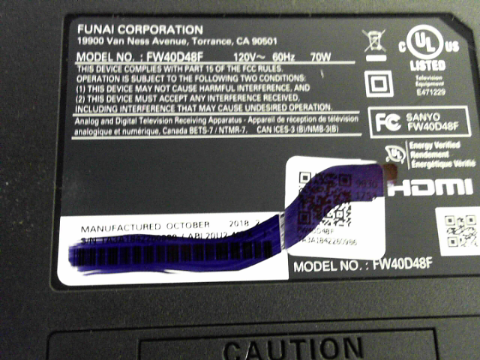 FUNAI CORPORATION
19900 Van Ness Avenue, Torrance, CA 90501
MODEL NO. : FW40D48F 120V~ 60Hz 70W
THIS DEVICE COMPLIES WITH PART 15 OF THE FCC RULES.
OPERATION IS SUBJECT TO THE FOLLOWING TWO CONDITIONS:
(1) THIS DEVICE MAY NOT CAUSE HARMFUL INTERFERENCE, AND
(2) THIS DEVICE MUST ACCEPT ANY INTERFERENCE RECEIVED,
INCLUDING INTERFERENCE THAT MAY CAUSE UNDESIRED OPERATION.
Analog and Digital Television Receiving Apparatus - Appareil de réception de télévision
analogique et numérique, Canada BETS-7 / NTMR-7. CAN ICES-3 (B)/NMB-3(B)
C UL US
LISTED
Television
Equipment
E471229
FC SANYO
FW40D48F
Energy Verified
Rendement
Énergétique Vérifié
HDMI
MANUFACTURED OCTOBER 2018
MODEL NO. : FW40D48F
CAUTION